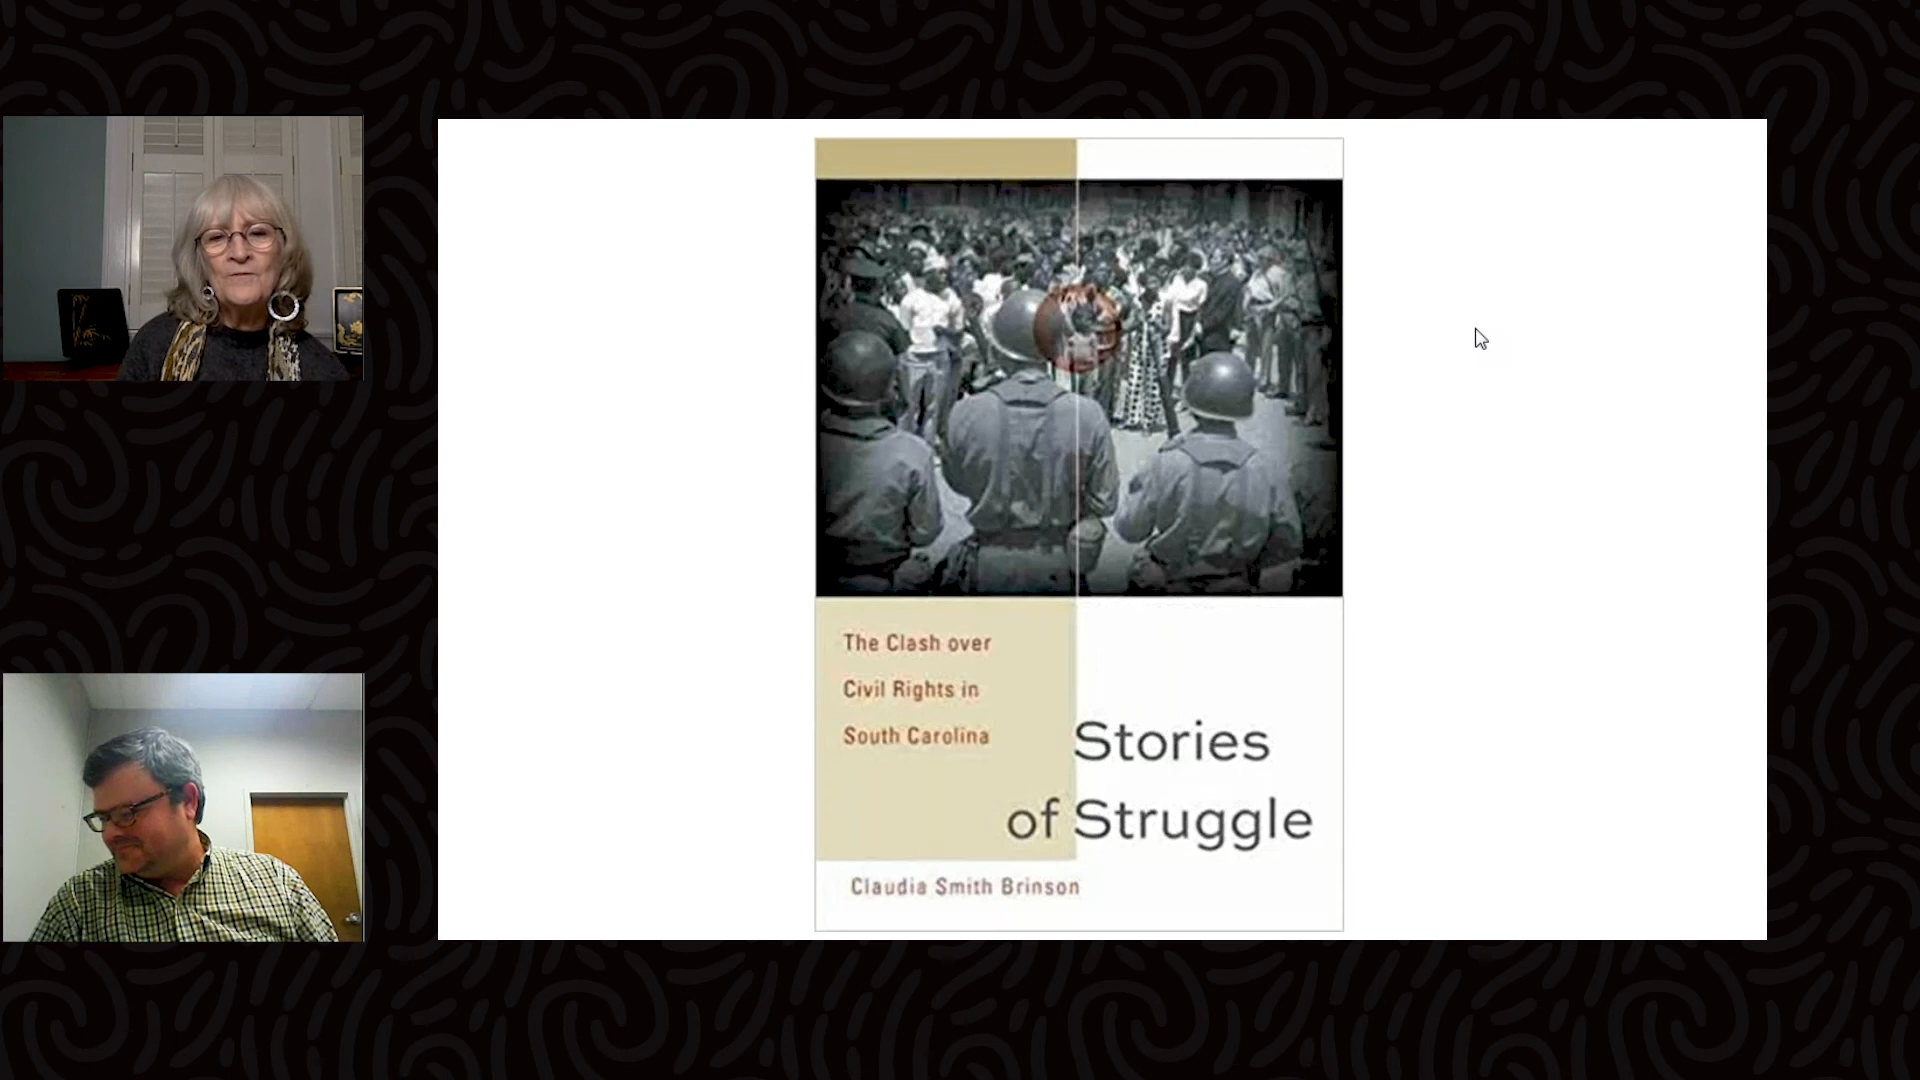 The Clash over
Civil Rights in
South Carolina
Stories
of Struggle
Claudia Smith Brinson